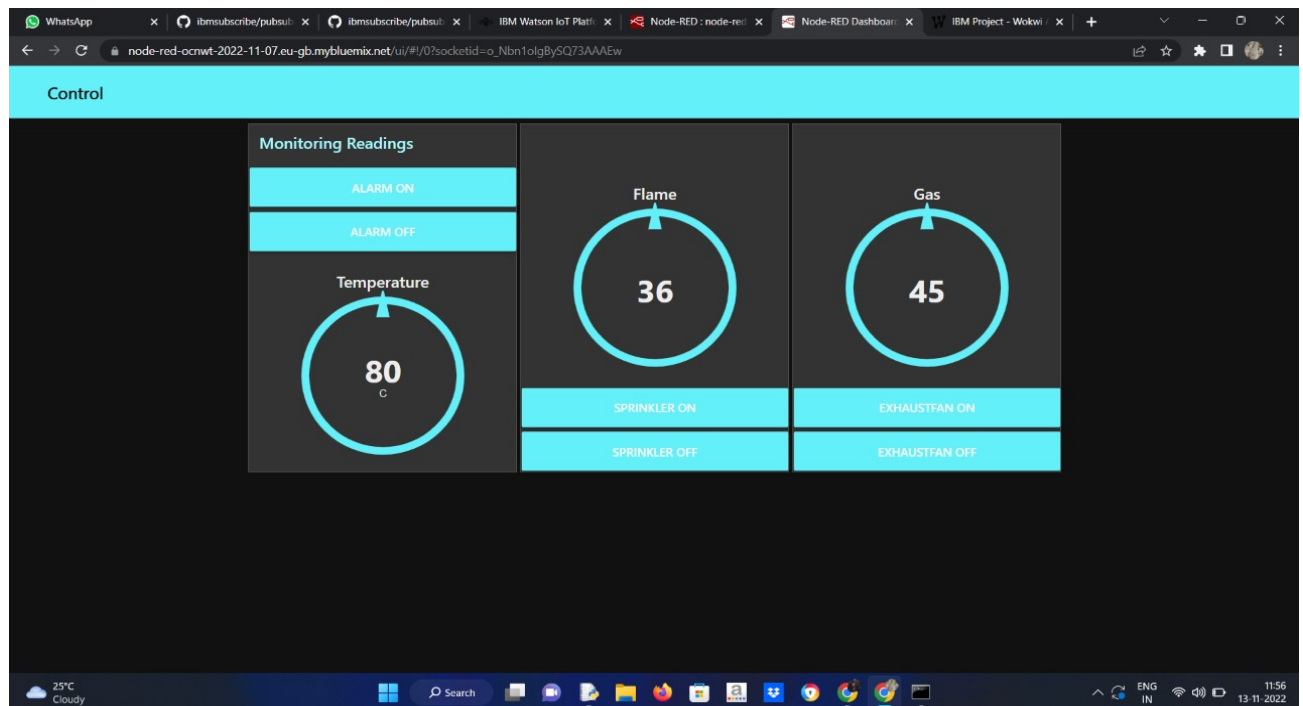 WhatsApp
ibmsubscribe/pubsub
ibmsubscribe/pubsub
IBM Watson IoT Platfo
Node-RED : node-red
Node-RED Dashboard
IBM Project - Wokwi A
node-red-ocnwt-2022-11-07.eu-gb.mybluemix.net/ui/#!/0?socketid=o_Nbn1oIgBySQ73AAAEw
Control
Monitoring Readings
ALARM ON
ALARM OFF
Temperature
80
C
Flame
36
SPRINKLER ON
SPRINKLER OFF
Gas
45
EXHAUSTFAN ON
EXHAUSTFAN OFF
25°C
Cloudy
Search
a
ENG
IN
11:56
13-11-2022